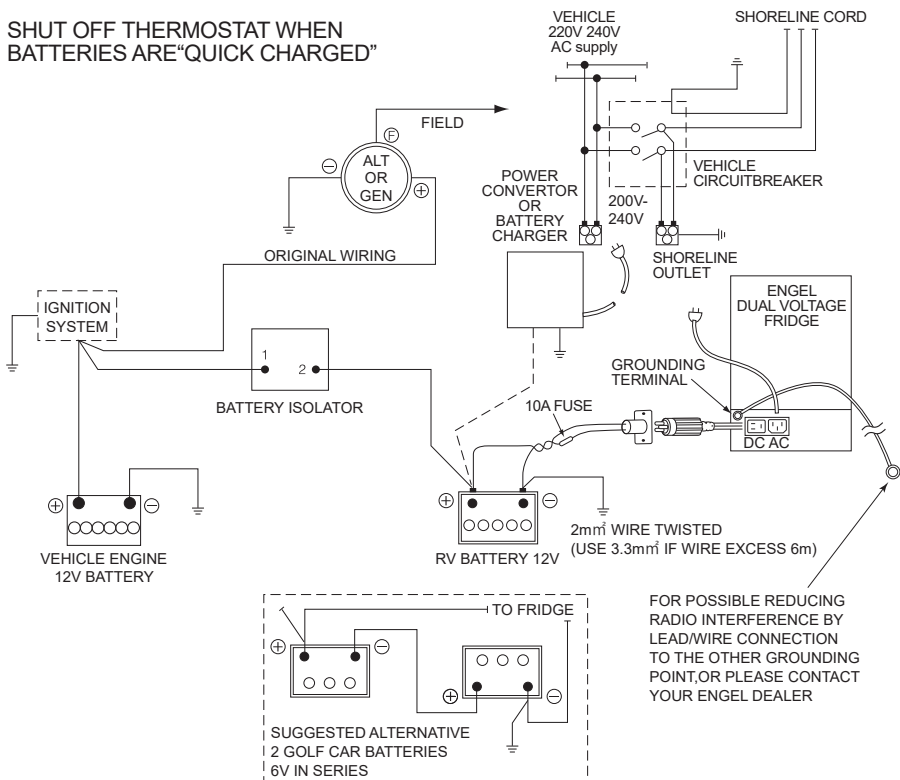 SHUT OFF THERMOSTAT WHEN
BATTERIES ARE“QUICK CHARGED”
VEHICLE
220V 240V
AC supply
SHORELINE CORD
FIELD
F
⊖
ALT
OR
GEN
⊕
ORIGINAL WIRING
POWER
CONVERTOR
OR
BATTERY
CHARGER
200V-
240V
VEHICLE
CIRCUITBREAKER
SHORELINE
OUTLET
IGNITION
SYSTEM
1
2
BATTERY ISOLATOR
ENGEL
DUAL VOLTAGE
FRIDGE
GROUNDING
TERMINAL
10A FUSE
DC AC
⊕
⊖
VEHICLE ENGINE
12V BATTERY
⊕
⊖
RV BATTERY 12V
2mm² WIRE TWISTED
(USE 3.3mm² IF WIRE EXCESS 6m)
FOR POSSIBLE REDUCING
RADIO INTERFERENCE BY
LEAD/WIRE CONNECTION
TO THE OTHER GROUNDING
POINT,OR PLEASE CONTACT
YOUR ENGEL DEALER
TO FRIDGE
⊕
⊖
⊕
⊖
SUGGESTED ALTERNATIVE
2 GOLF CAR BATTERIES
6V IN SERIES